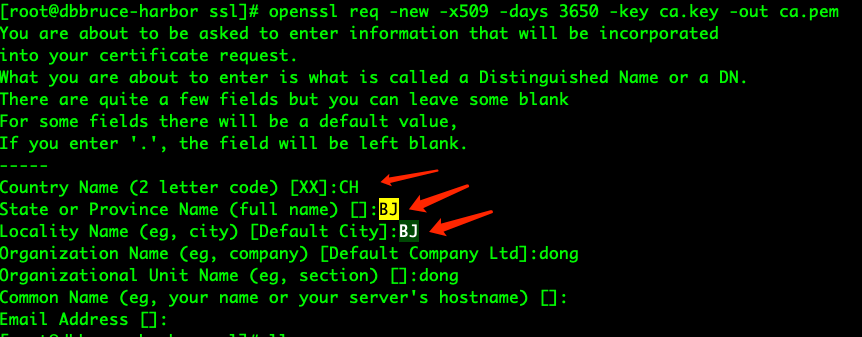 [root@dbbruce-harbor ssl]# openssl req -new -x509 -days 3650 -key ca.key -out ca.pem
You are about to be asked to enter information that will be incorporated
into your certificate request.
What you are about to enter is what is called a Distinguished Name or a DN.
There are quite a few fields but you can leave some blank
For some fields there will be a default value,
If you enter '.', the field will be left blank.
-----
Country Name (2 letter code) [XX]:CH
State or Province Name (full name) []:BJ
Locality Name (eg, city) [Default City]:BJ
Organization Name (eg, company) [Default Company Ltd]:dong
Organizational Unit Name (eg, section) []:dong
Common Name (eg, your name or your server's hostname) []:
Email Address []: